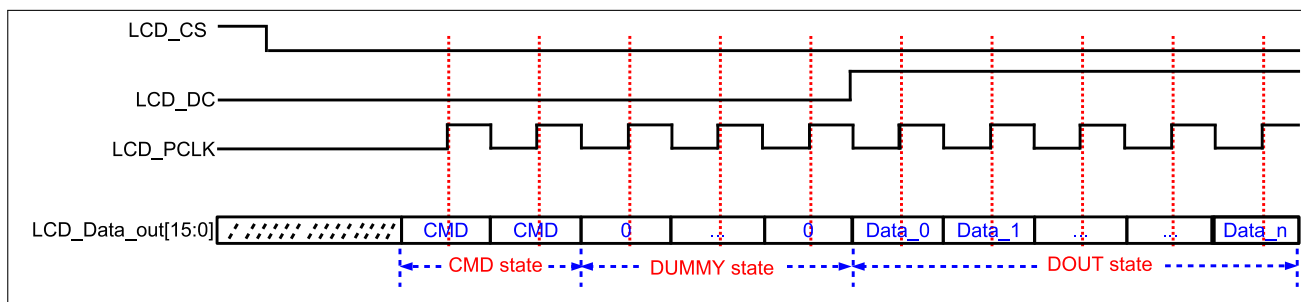 LCD_CS
LCD_DC
LCD_PCLK
LCD_Data_out[15:0] CMD CMD 0 ... 0 Data_0 Data_1 ... ... Data_n
CMD state DUMMY state DOUT state